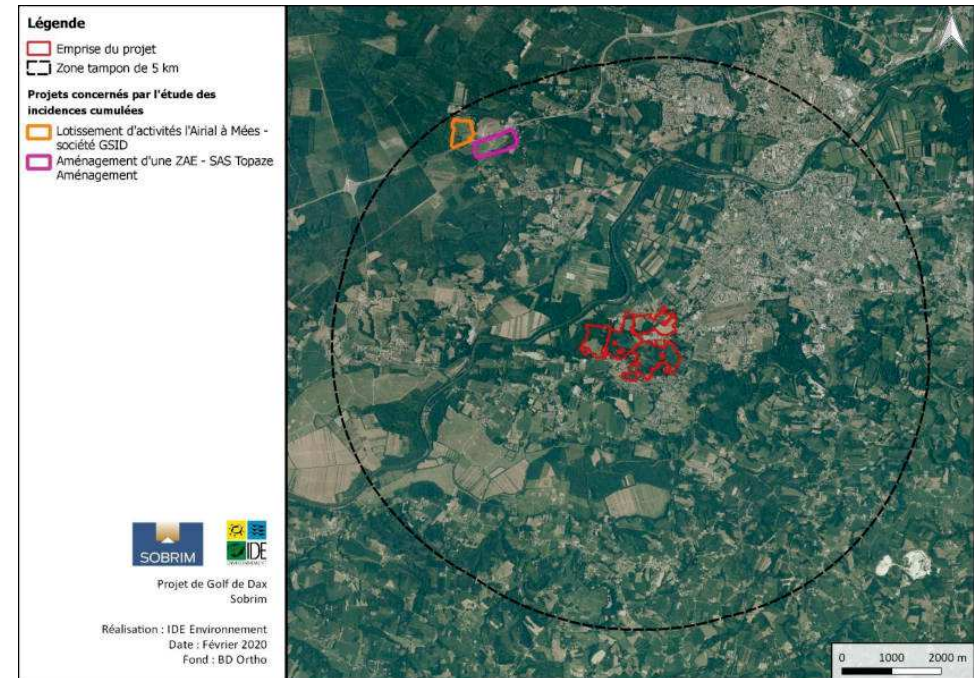 Légende
Emprise du projet
Zone tampon de 5 km
Projets concernés par l'étude des
incidences cumulées
Lotissement d'activités l'Airial à Mées -
société GSID
Aménagement d'une ZAE - SAS Topaze
Aménagement
SOBRIM
IDE
ENVIRONNEMENT
Projet de Golf de Dax
Sobrim
Réalisation : IDE Environnement
Date : Février 2020
Fond : BD Ortho
0 1000 2000 m